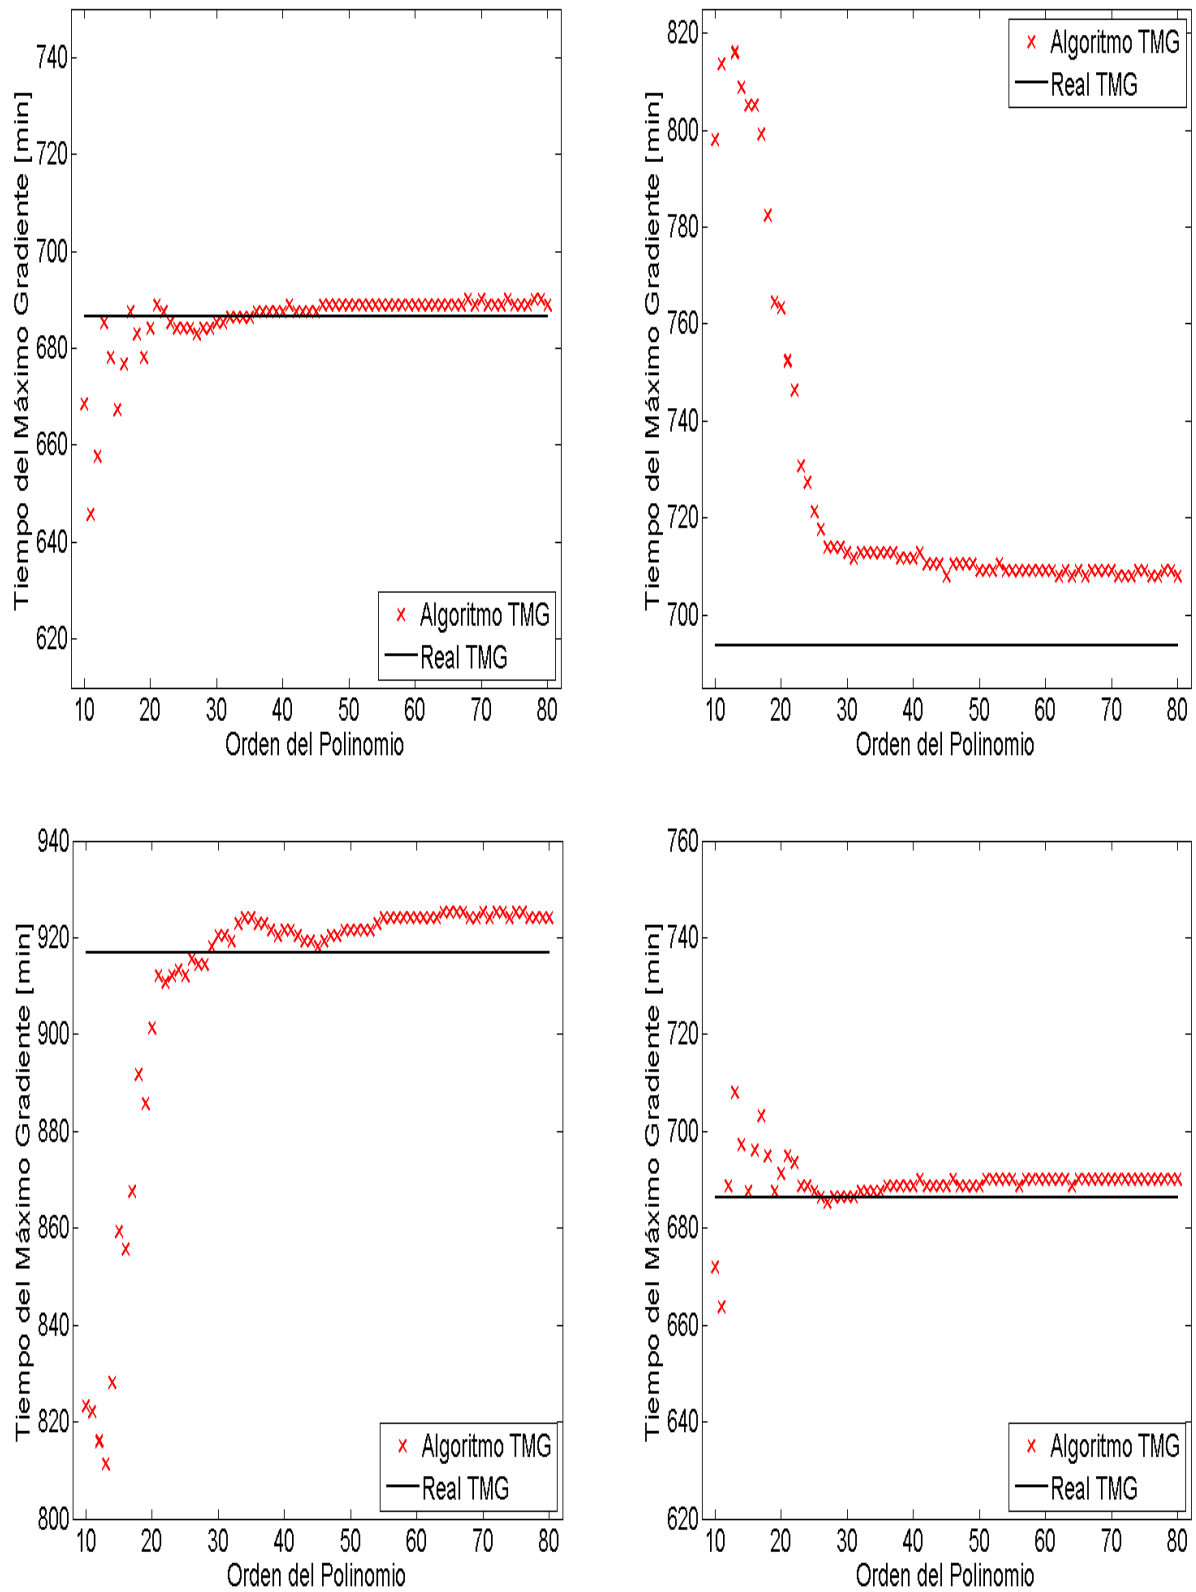 740
720
700
680
660
640
620
Tiempo del Máximo Gradiente [min]
10 20 30 40 50 60 70 80
Orden del Polinomio
Algoritmo TMG
Real TMG
820
800
780
760
740
720
700
Tiempo del Máximo Gradiente [min]
10 20 30 40 50 60 70 80
Orden del Polinomio
Algoritmo TMG
Real TMG
940
920
900
880
860
840
820
800
Tiempo del Máximo Gradiente [min]
10 20 30 40 50 60 70 80
Orden del Polinomio
Algoritmo TMG
Real TMG
760
740
720
700
680
660
640
620
Tiempo del Máximo Gradiente [min]
10 20 30 40 50 60 70 80
Orden del Polinomio
Algoritmo TMG
Real TMG